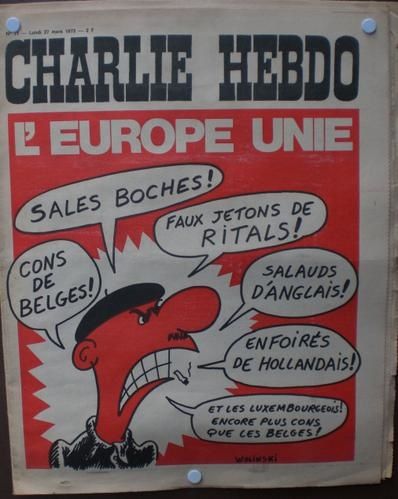 Lundi 27 mars 1972 — 2 F
CHARLIE HEBDO
L'EUROPE UNIE
SALES BOCHES!
FAUX JETONS DE
RITALS!
CONS
DE
BELGES!
SALAUDS
D'ANGLAIS!
ENFOIRÉS
DE HOLLANDAIS!
ET LES LUXEMBOURGEOIS!
ENCORE PLUS CONS
QUE LES BELGES!
WOLINSKI